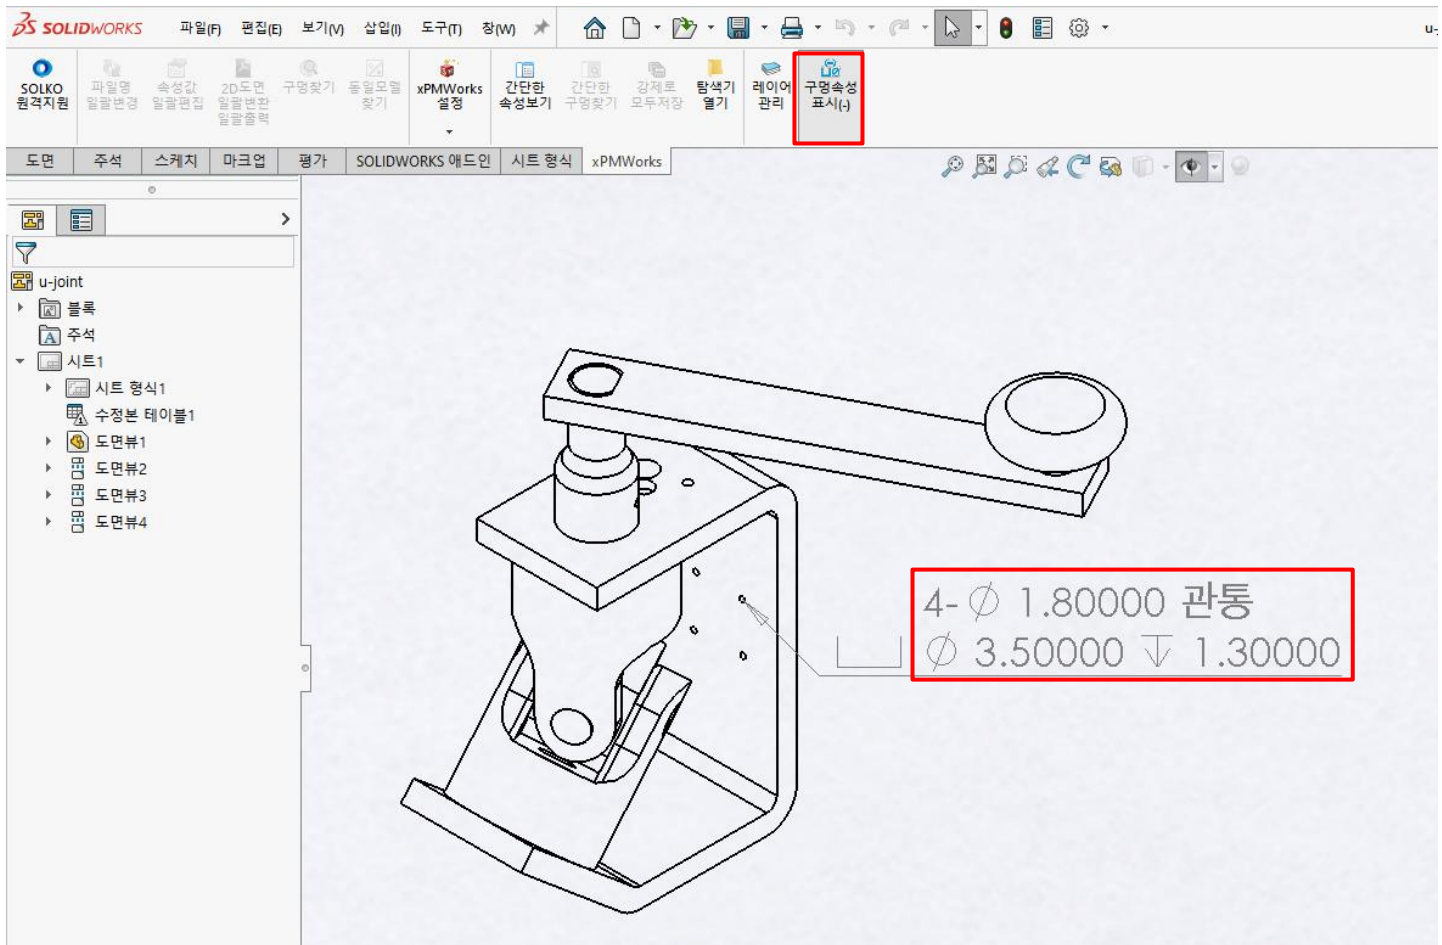 SOLIDWORKS 파일(F) 편집(E) 보기(V) 삽입(I) 도구(T) 창(W)
SOLKO 원격지원
파일명 일괄변경
속성값 일괄편집
2D도면 일괄변환 일괄출력
구멍찾기
동일모델 찾기
xPMWorks 설정
간단한 속성보기
간단한 구멍찾기
강제로 모두저장
탐색기 열기
레이어 관리
구멍속성 표시(-)
도면 주석 스케치 마크업 평가 SOLIDWORKS 애드인 시트 형식 xPMWorks
u-joint
블록
주석
시트1
시트 형식1
수정본 테이블1
도면뷰1
도면뷰2
도면뷰3
도면뷰4
4- ∅ 1.80000 관통
⌴ ∅ 3.50000 ↧ 1.30000